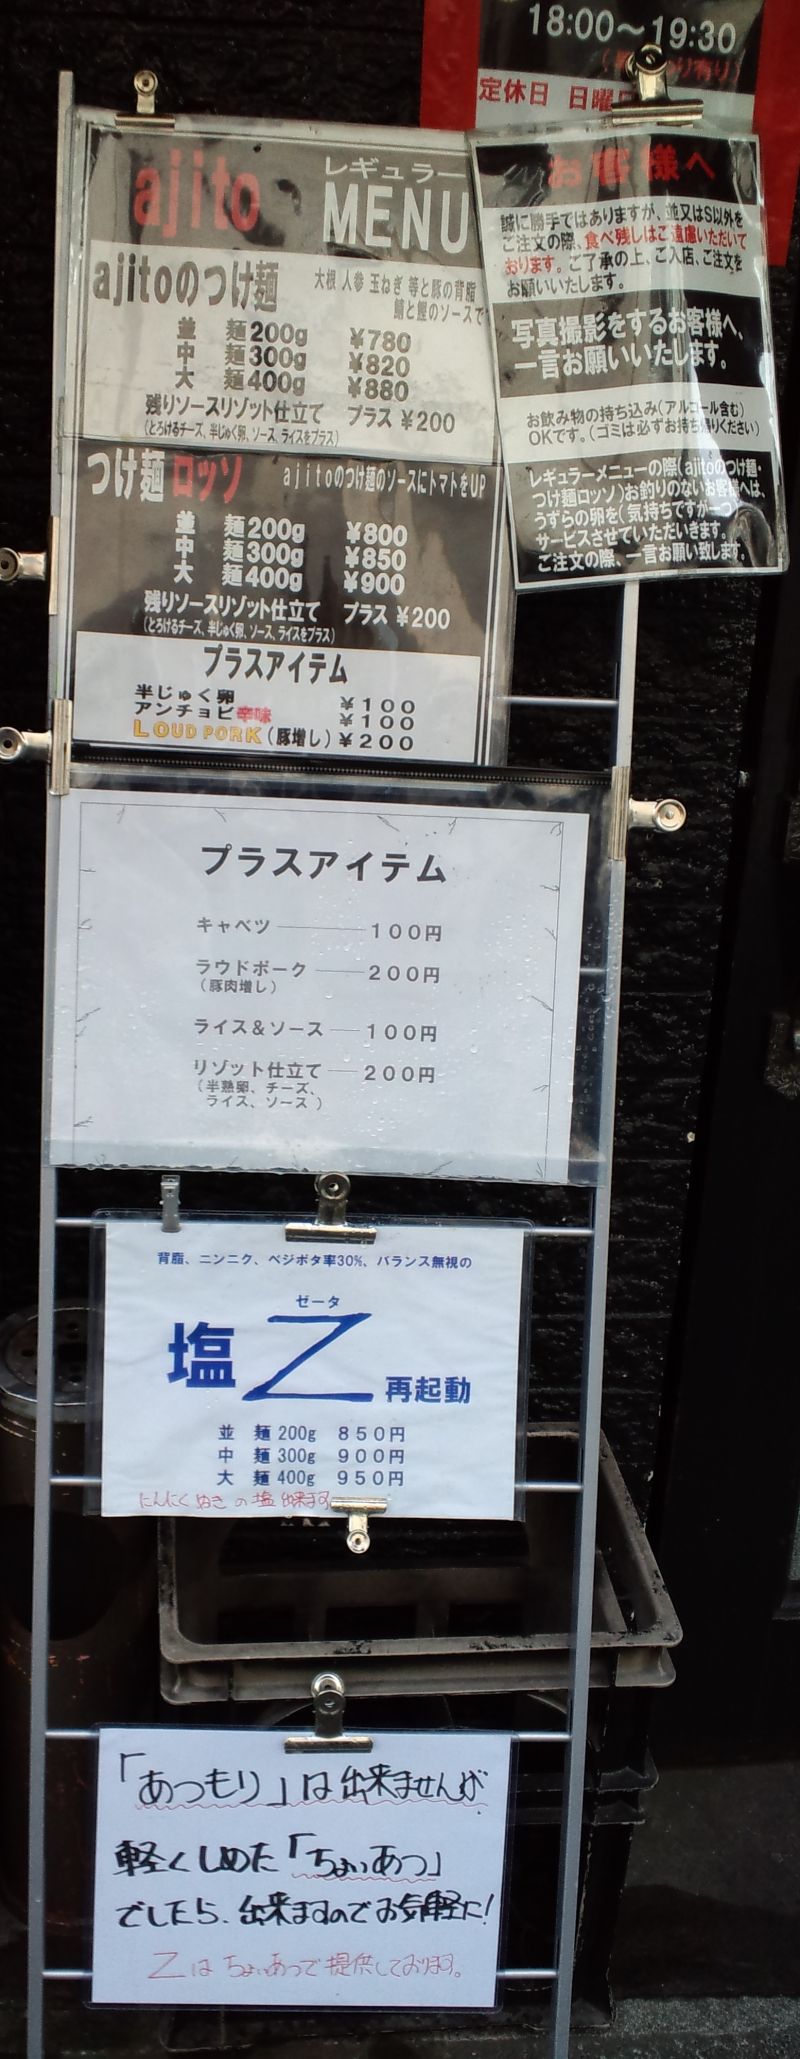 18:00～19:30
定休日 日曜日
ajito
レギュラー
MENU
ajitoのつけ麺
大根 人参 玉ねぎ 等と豚の背脂
鯖と鰹のソースで
並 麺200g ¥780
中 麺300g ¥820
大 麺400g ¥880
残りソースリゾット仕立て プラス ¥200
(とろけるチーズ、半じゅく卵、ソース、ライスをプラス)
つけ麺 ロッソ ajitoのつけ麺のソースにトマトをUP
並 麺200g ¥800
中 麺300g ¥850
大 麺400g ¥900
残りソースリゾット仕立て プラス ¥200
(とろけるチーズ、半じゅく卵、ソース、ライスをプラス)
プラスアイテム
半じゅく卵 ¥100
アンチョビ辛味 ¥100
LOUD PORK(豚増し) ¥200
お客様へ
誠に勝手ではありますが、並又はS以外を
ご注文の際、食べ残しはご遠慮いただいて
おります。ご了承の上、ご入店、ご注文を
お願いいたします。
写真撮影をするお客様へ、
一言お願いいたします。
お飲み物の持ち込み(アルコール含む)
OKです。(ゴミは必ずお持ち帰りください)
レギュラーメニューの際(ajitoのつけ麺・
つけ麺ロッソ)お釣りのないお客様へは、
うずらの卵を(気持ちですが一つ)
サービスさせていただいきます。
ご注文の際、一言お願い致します。
プラスアイテム
キャベツ――――100円
ラウドポーク――200円
(豚肉増し)
ライス＆ソース――100円
リゾット仕立て――200円
(半熟卵、チーズ、
ライス、ソース)
背脂、ニンニク、ベジポタ率30%、バランス無視の
ゼータ
塩 Z 再起動
並 麺 200g 850円
中 麺 300g 900円
大 麺 400g 950円
にんにくぬきの塩出来ます
「あつもり」は出来ませんが
軽くしめた「ちょいあつ」
でしたら、出来ますのでお気軽に！
Zはちょいあつで提供しております。